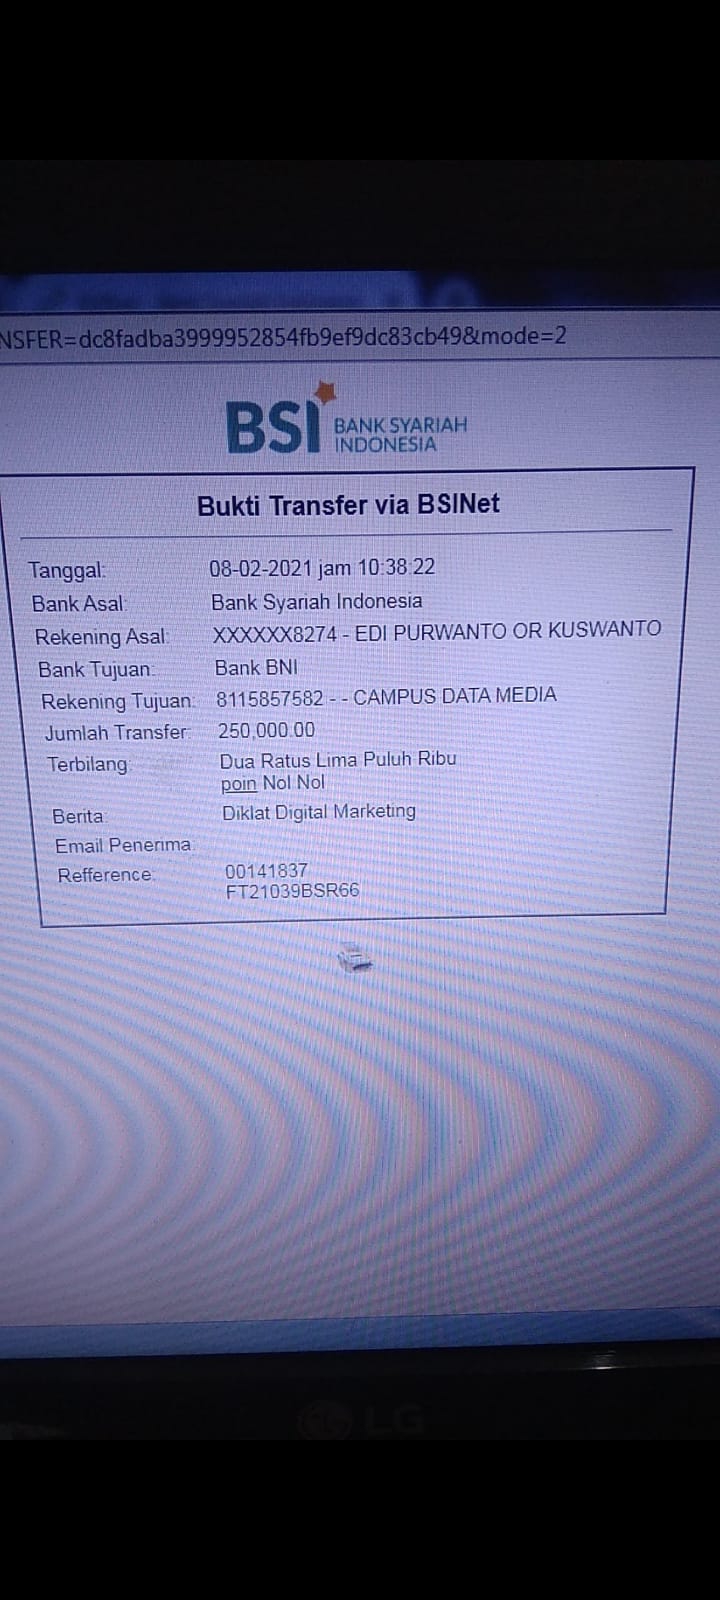 NSFER=dc8fadba3999952854fb9ef9dc83cb49&mode=2
BSI BANK SYARIAH
INDONESIA
Bukti Transfer via BSINet
Tanggal: 08-02-2021 jam 10:38:22
Bank Asal: Bank Syariah Indonesia
Rekening Asal: XXXXXX8274 - EDI PURWANTO OR KUSWANTO
Bank Tujuan: Bank BNI
Rekening Tujuan: 8115857582 - - CAMPUS DATA MEDIA
Jumlah Transfer: 250,000.00
Terbilang: Dua Ratus Lima Puluh Ribu
poin Nol Nol
Berita: Diklat Digital Marketing
Email Penerima:
Refference: 00141837
FT21039BSR66
LG